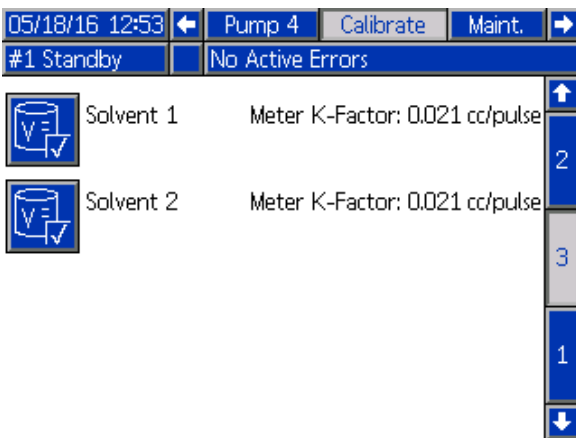 05/18/16 12:53 Pump 4 Calibrate Maint.
#1 Standby No Active Errors
Solvent 1 Meter K-Factor: 0.021 cc/pulse
2
Solvent 2 Meter K-Factor: 0.021 cc/pulse
3
1